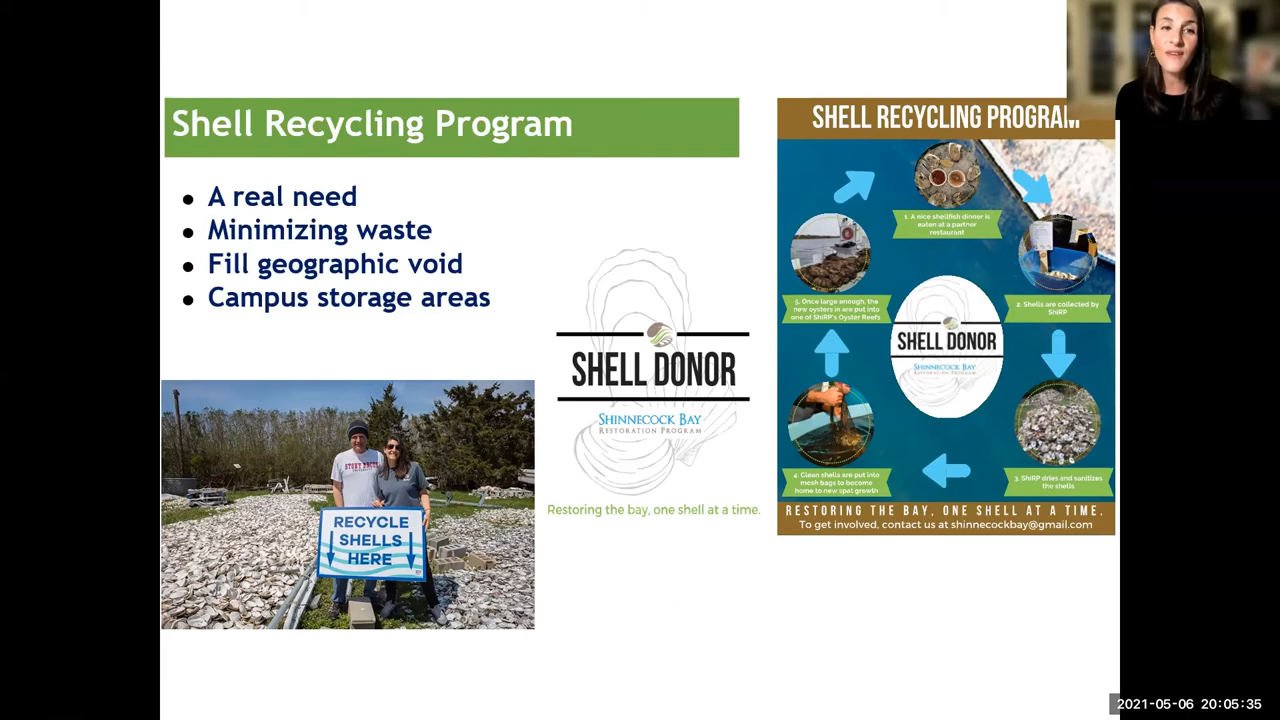 Shell Recycling Program
● A real need
● Minimizing waste
● Fill geographic void
● Campus storage areas
SHELL DONOR
SHINNECOCK BAY
RESTORATION PROGRAM
Restoring the bay, one shell at a time.
STONY BROOK
RECYCLE
SHELLS
HERE
SHELL RECYCLING PROGRAM
1. A nice shellfish dinner is
eaten at a partner
restaurant
2. Shells are collected by
ShiRP
3. ShiRP dries and sanitizes
the shells
4. Clean shells are put into
mesh bags to become
home to new spat growth
5. Once large enough, the
new oysters in are put into
one of ShiRP's Oyster Reefs
SHELL DONOR
SHINNECOCK BAY
RESTORATION PROGRAM
RESTORING THE BAY, ONE SHELL AT A TIME.
To get involved, contact us at shinnecockbay@gmail.com
2021-05-06 20:05:35